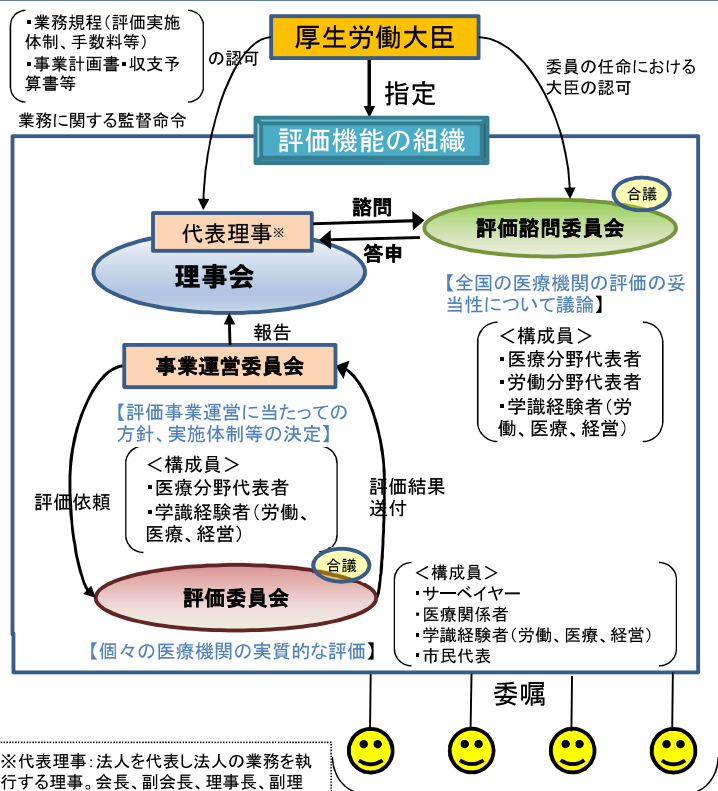 ・業務規程(評価実施
体制、手数料等)
・事業計画書・収支予
算書等
の認可
厚生労働大臣
委員の任命における
大臣の認可
指定
業務に関する監督命令
評価機能の組織
合議
諮問
代表理事※
評価諮問委員会
答申
理事会
【全国の医療機関の評価の妥
当性について議論】
報告
<構成員>
・医療分野代表者
・労働分野代表者
・学識経験者(労
働、医療、経営)
事業運営委員会
【評価事業運営に当たっての
方針、実施体制等の決定】
<構成員>
・医療分野代表者
・学識経験者(労働、
医療、経営)
評価依頼
評価結果
送付
合議
評価委員会
<構成員>
・サーベイヤー
・医療関係者
・学識経験者(労働、医療、経営)
・市民代表
【個々の医療機関の実質的な評価】
委嘱
※代表理事:法人を代表し法人の業務を執
行する理事。会長、副会長、理事長、副理